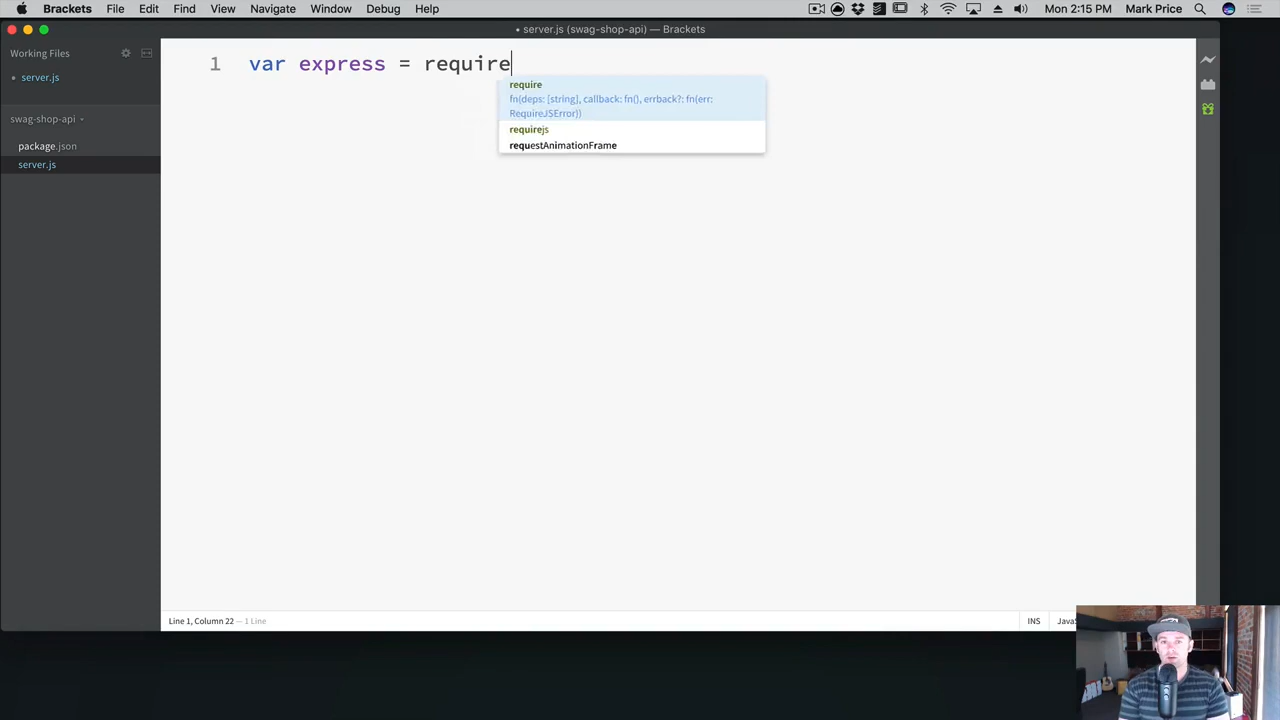 Brackets File Edit Find View Navigate Window Debug Help Mon 2:15 PM Mark Price
• server.js (swag-shop-api) — Brackets
Working Files
• server.js
swag-shop-api
package.json
server.js
1 var express = require
require
fn(deps: [string], callback: fn(), errback?: fn(err:
RequireJSError))
requirejs
requestAnimationFrame
Line 1, Column 22 — 1 Line
INS
JavaS